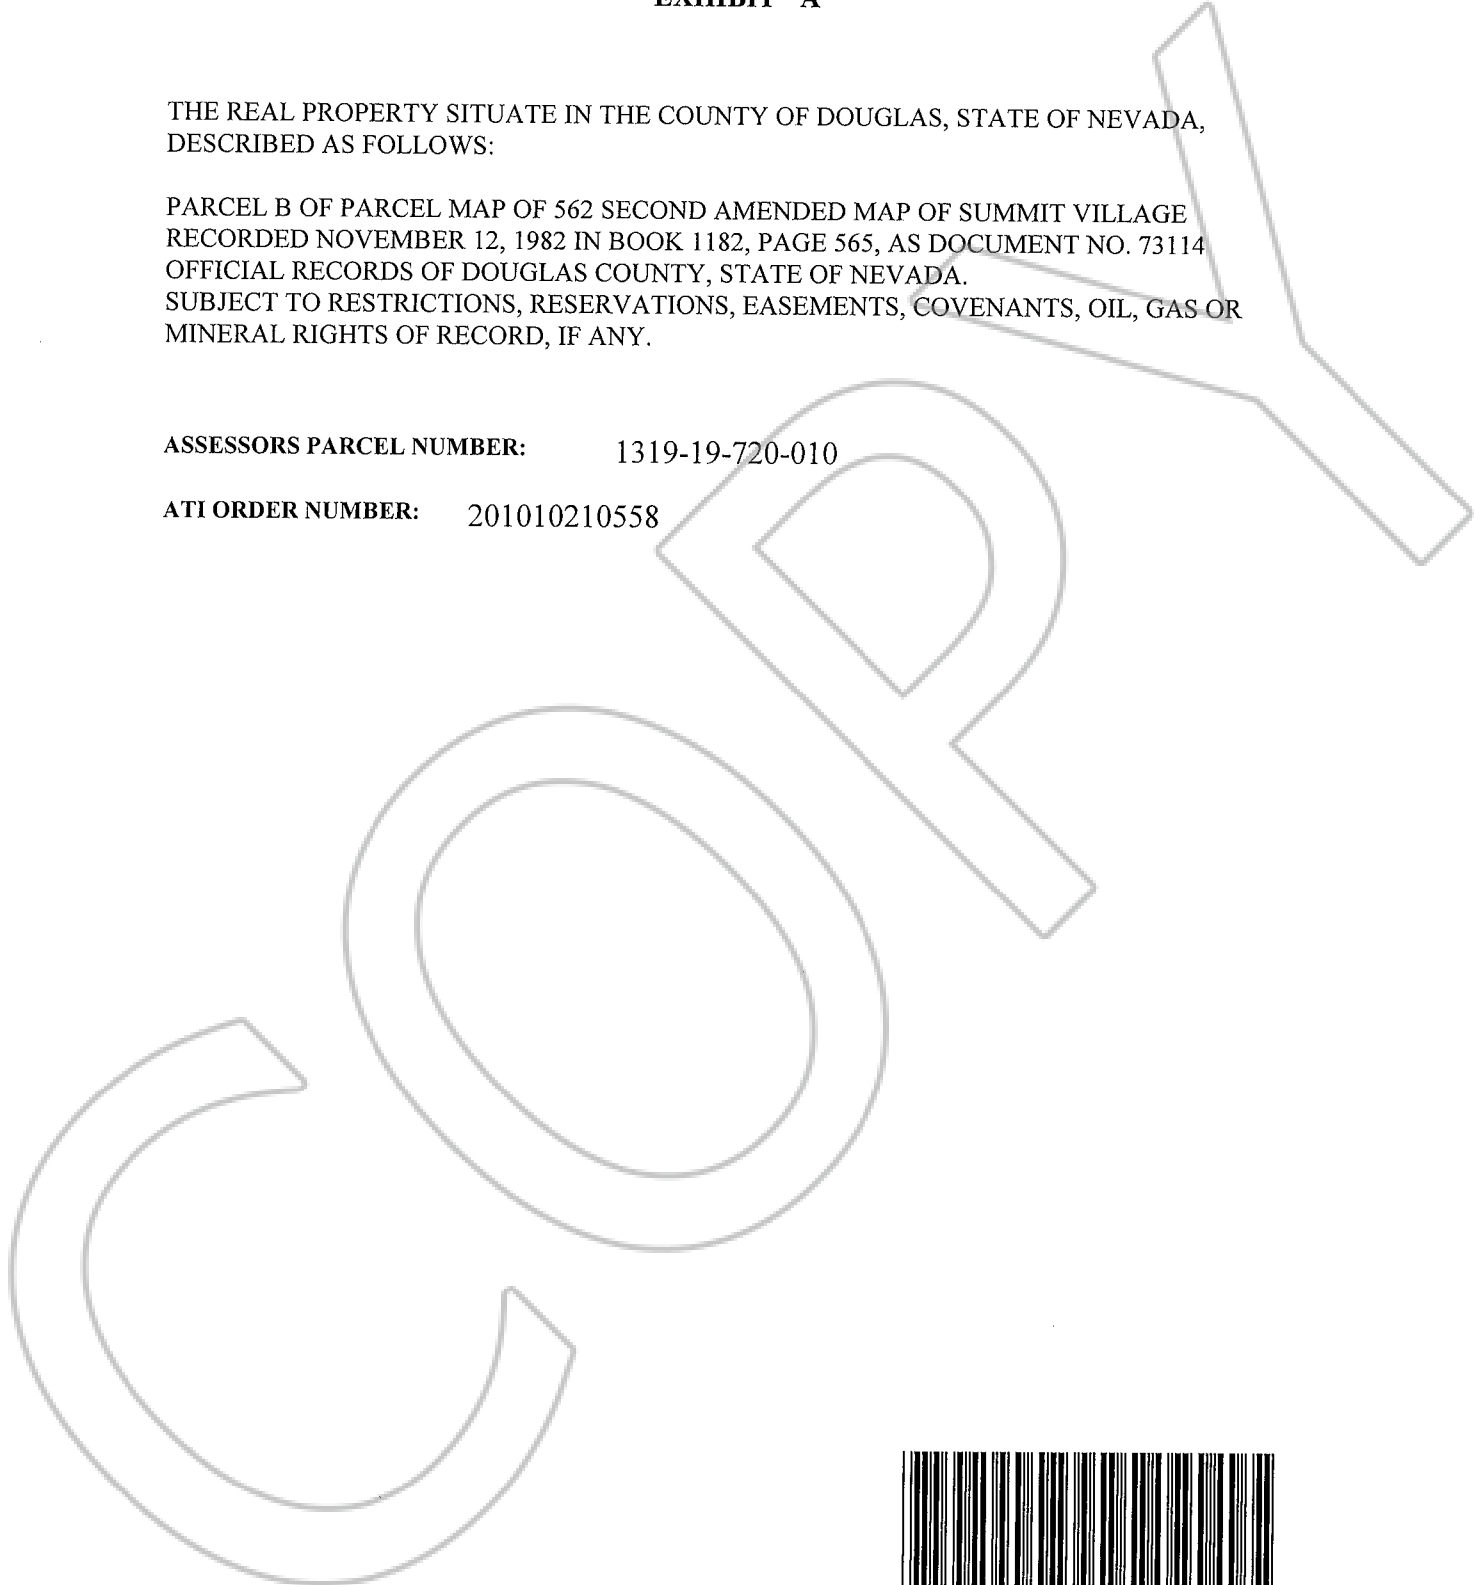 EXHIBIT "A"
THE REAL PROPERTY SITUATE IN THE COUNTY OF DOUGLAS, STATE OF NEVADA,
DESCRIBED AS FOLLOWS:
PARCEL B OF PARCEL MAP OF 562 SECOND AMENDED MAP OF SUMMIT VILLAGE
RECORDED NOVEMBER 12, 1982 IN BOOK 1182, PAGE 565, AS DOCUMENT NO. 73114
OFFICIAL RECORDS OF DOUGLAS COUNTY, STATE OF NEVADA.
SUBJECT TO RESTRICTIONS, RESERVATIONS, EASEMENTS, COVENANTS, OIL, GAS OR
MINERAL RIGHTS OF RECORD, IF ANY.
ASSESSORS PARCEL NUMBER: 1319-19-720-010
ATI ORDER NUMBER: 201010210558
COPY